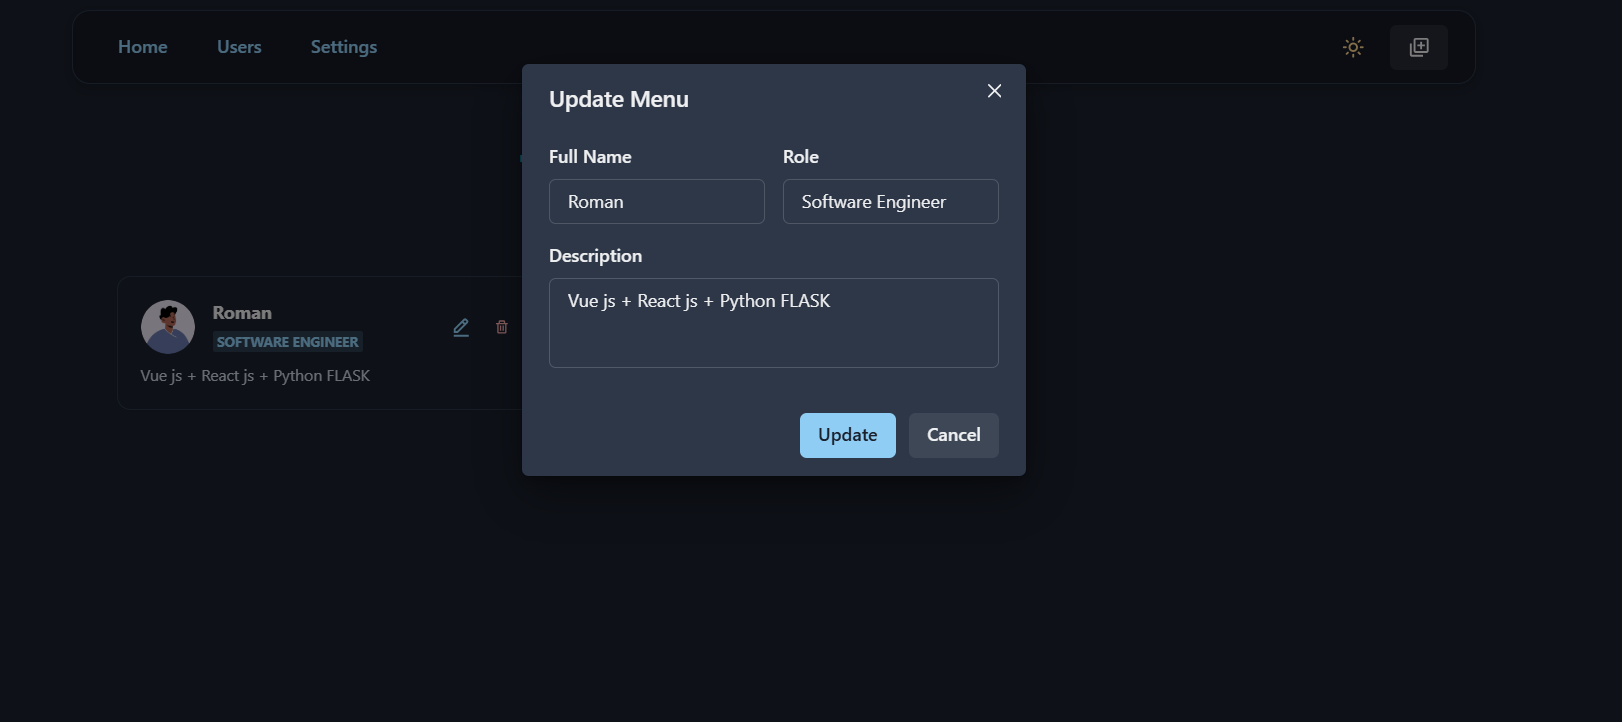 Home Users Settings
Update Menu
Full Name Role
Roman Software Engineer
Description
Vue js + React js + Python FLASK
Update Cancel
Roman
SOFTWARE ENGINEER
Vue js + React js + Python FLASK